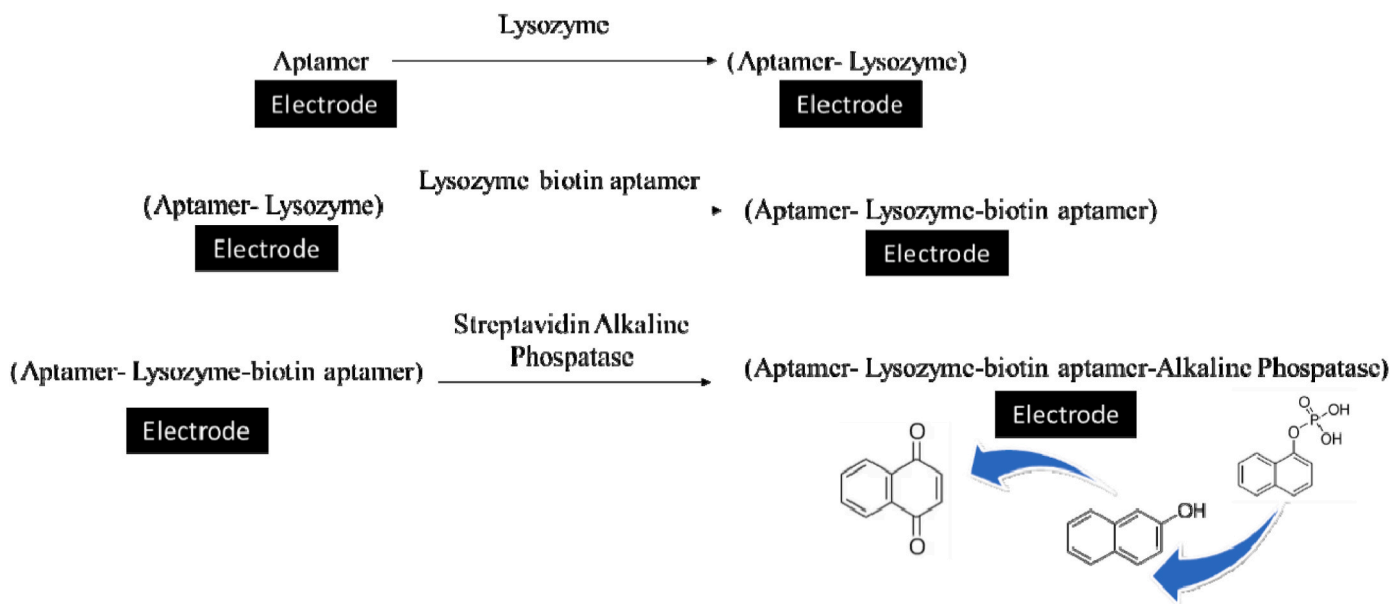 Lysozyme
Aptamer
(Aptamer- Lysozyme)
Electrode
Electrode
Lysozyme biotin aptamer
(Aptamer- Lysozyme)
(Aptamer- Lysozyme-biotin aptamer)
Electrode
Electrode
Streptavidin Alkaline
Phospatase
(Aptamer- Lysozyme-biotin aptamer)
(Aptamer- Lysozyme-biotin aptamer-Alkaline Phospatase)
Electrode
Electrode
O
O
O
P
OH
OH
O
OH